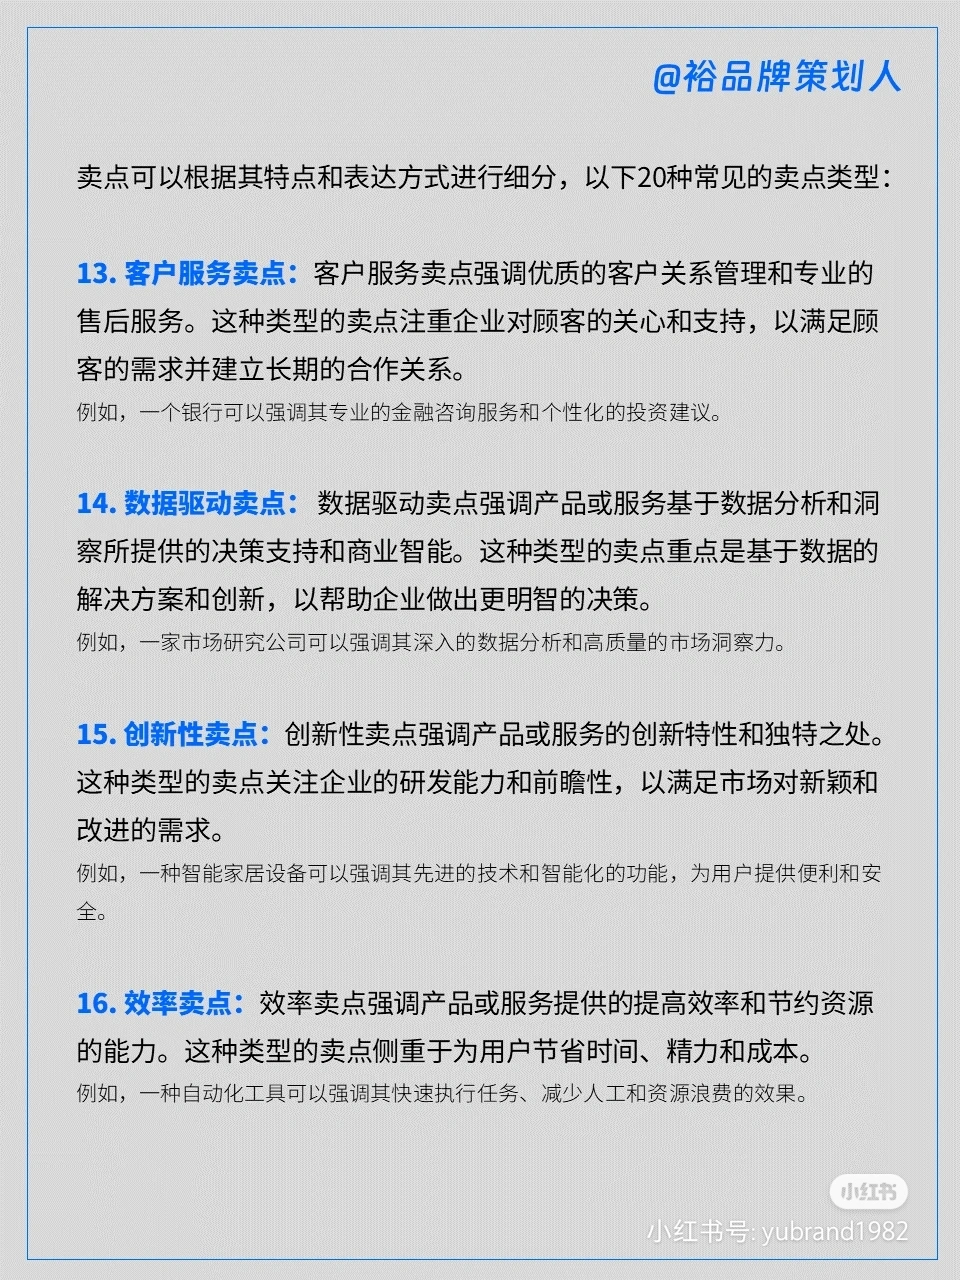 @裕品牌策划人
卖点可以根据其特点和表达方式进行细分，以下20种常见的卖点类型：
13. 客户服务卖点：客户服务卖点强调优质的客户关系管理和专业的
售后服务。这种类型的卖点注重企业对顾客的关心和支持，以满足顾
客的需求并建立长期的合作关系。
例如，一个银行可以强调其专业的金融咨询服务和个性化的投资建议。
14. 数据驱动卖点：数据驱动卖点强调产品或服务基于数据分析和洞
察所提供的决策支持和商业智能。这种类型的卖点重点是基于数据的
解决方案和创新，以帮助企业做出更明智的决策。
例如，一家市场研究公司可以强调其深入的数据分析和高质量的市场洞察力。
15. 创新性卖点：创新性卖点强调产品或服务的创新特性和独特之处。
这种类型的卖点关注企业的研发能力和前瞻性，以满足市场对新颖和
改进的需求。
例如，一种智能家居设备可以强调其先进的技术和智能化的功能，为用户提供便利和安
全。
16. 效率卖点：效率卖点强调产品或服务提供的提高效率和节约资源
的能力。这种类型的卖点侧重于为用户节省时间、精力和成本。
例如，一种自动化工具可以强调其快速执行任务、减少人工和资源浪费的效果。
小红书
小红书号: yubrand1982